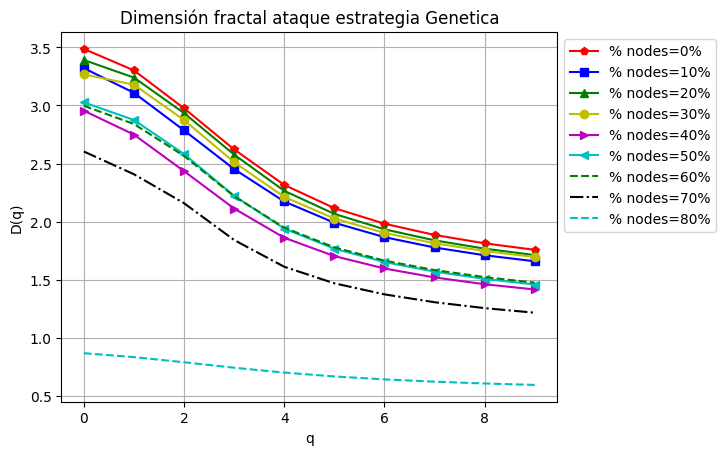 Dimensión fractal ataque estrategia Genetica
3.5
3.0
2.5
2.0
1.5
1.0
0.5
D(q)
0 2 4 6 8
q
% nodes=0%
% nodes=10%
% nodes=20%
% nodes=30%
% nodes=40%
% nodes=50%
% nodes=60%
% nodes=70%
% nodes=80%